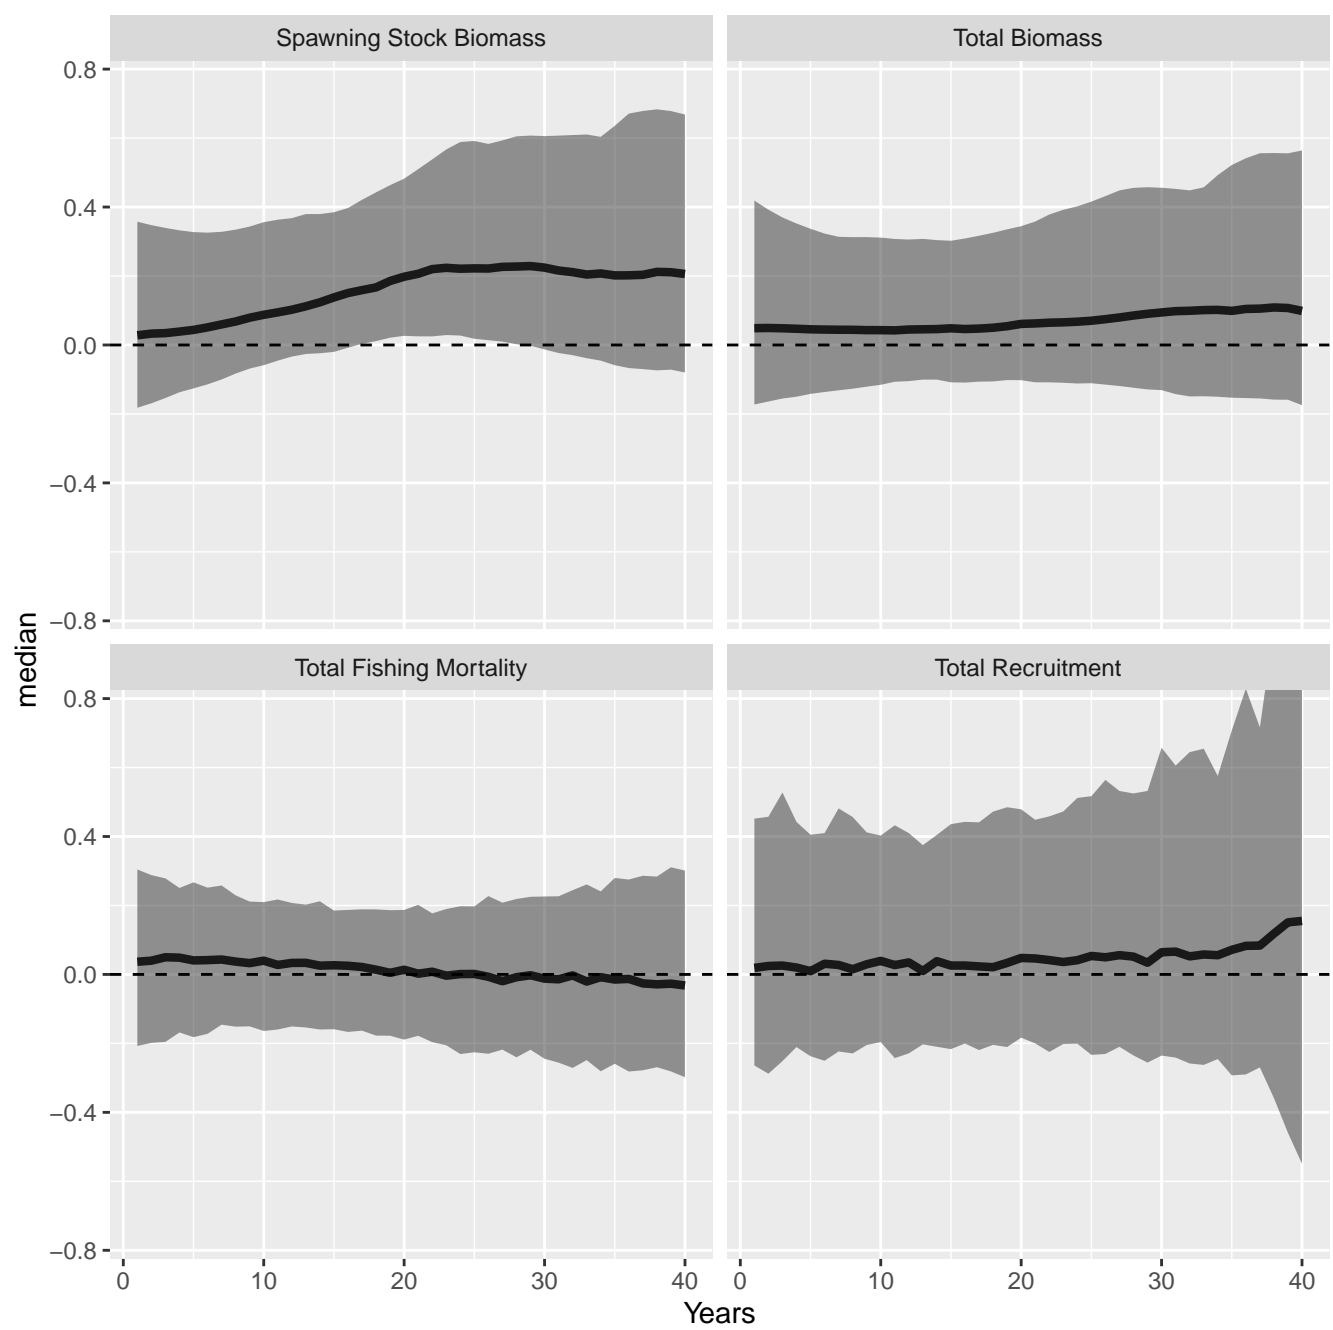 Spawning Stock Biomass
Total Biomass
0.8
0.4
0.0
−0.4
−0.8
median
Total Fishing Mortality
Total Recruitment
0.8
0.4
0.0
−0.4
−0.8
0 10 20 30 40
0 10 20 30 40
Years